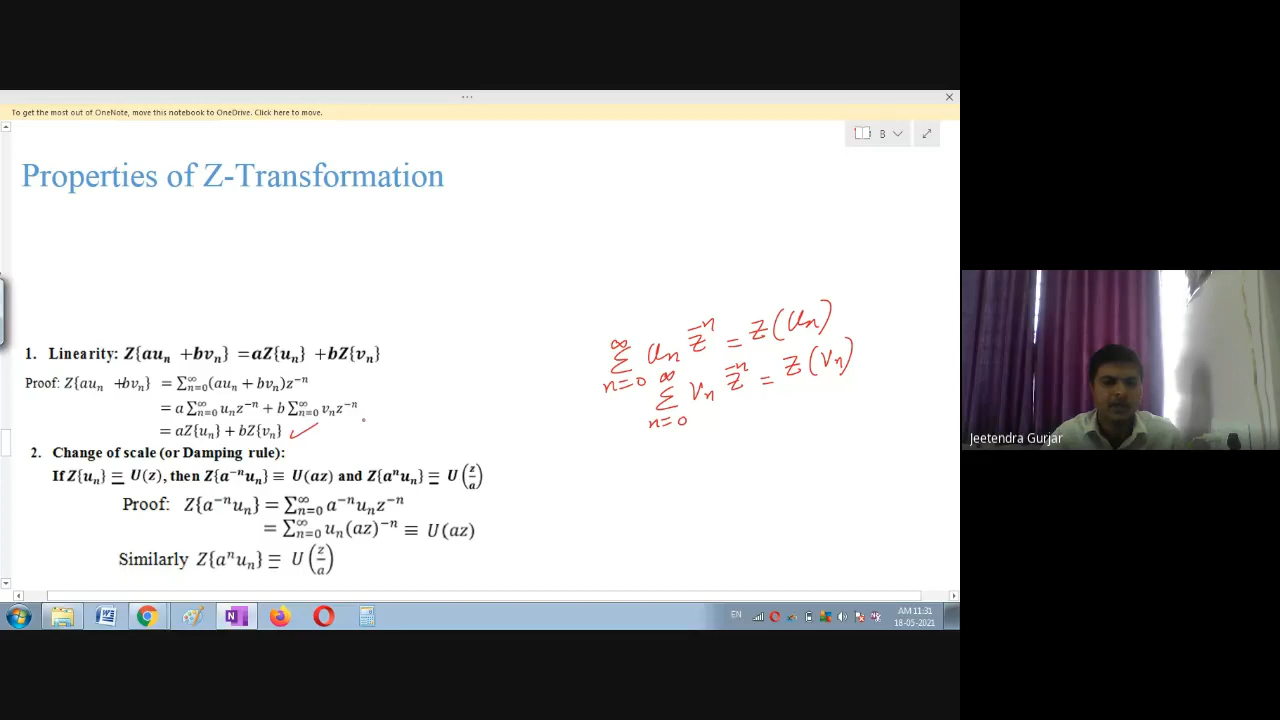 To get the most out of OneNote, move this notebook to OneDrive. Click here to move.
B
Properties of Z-Transformation
∑_{n=0}^{∞} u_n z^{-n} = Z(u_n)
∑_{n=0}^{∞} v_n z^{-n} = Z(v_n)
1. Linearity: Z{au_n +bv_n} =aZ{u_n} +bZ{v_n}
Proof: Z{au_n +bv_n} = ∑_{n=0}^{∞}(au_n + bv_n)z^{-n}
= a ∑_{n=0}^{∞} u_n z^{-n} + b ∑_{n=0}^{∞} v_n z^{-n}
= aZ{u_n} + bZ{v_n} ✓
2. Change of scale (or Damping rule):
If Z{u_n} ≡ U(z), then Z{a^{-n}u_n} ≡ U(az) and Z{a^n u_n} ≡ U(z/a)
Proof: Z{a^{-n}u_n} = ∑_{n=0}^{∞} a^{-n}u_n z^{-n}
= ∑_{n=0}^{∞} u_n(az)^{-n} ≡ U(az)
Similarly Z{a^n u_n} ≡ U(z/a)
Jeetendra Gurjar
EN
AM 11:31
18-05-2021